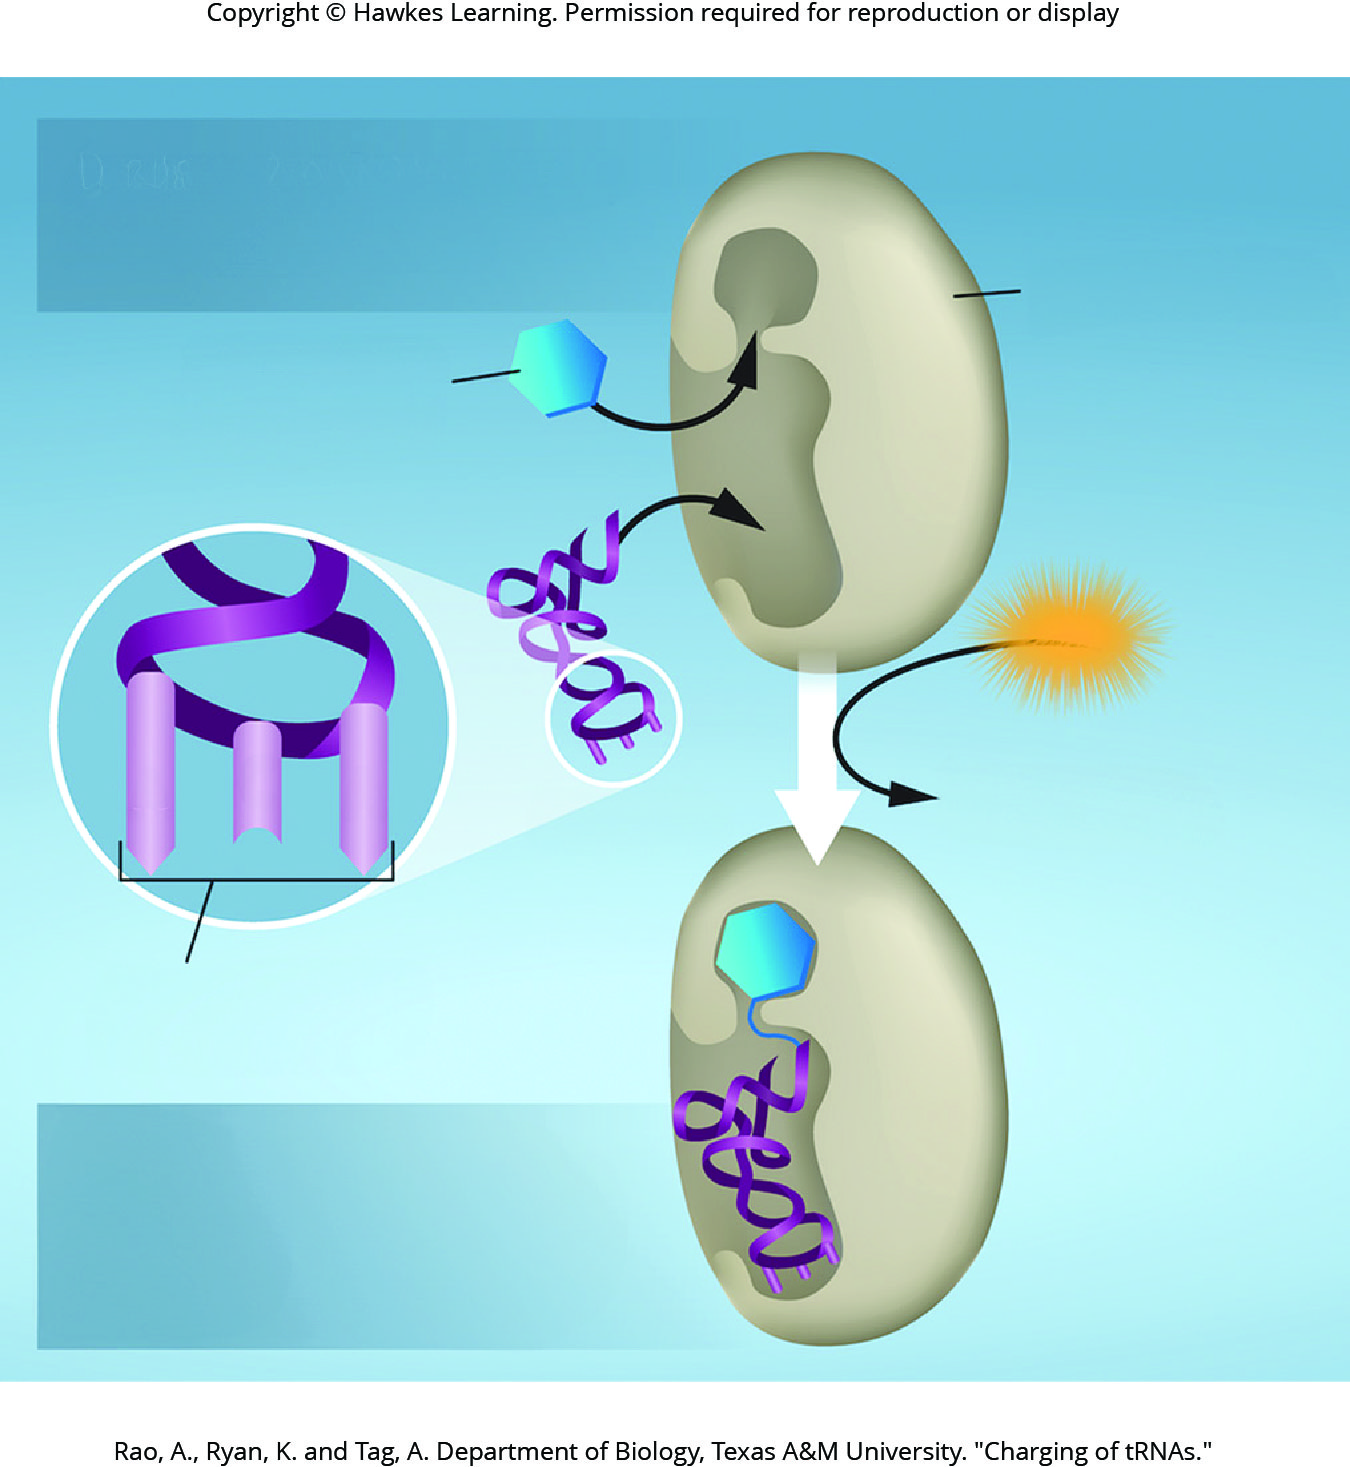 Copyright © Hawkes Learning. Permission required for reproduction or display
Rao, A., Ryan, K. and Tag, A. Department of Biology, Texas A&M University. "Charging of tRNAs."